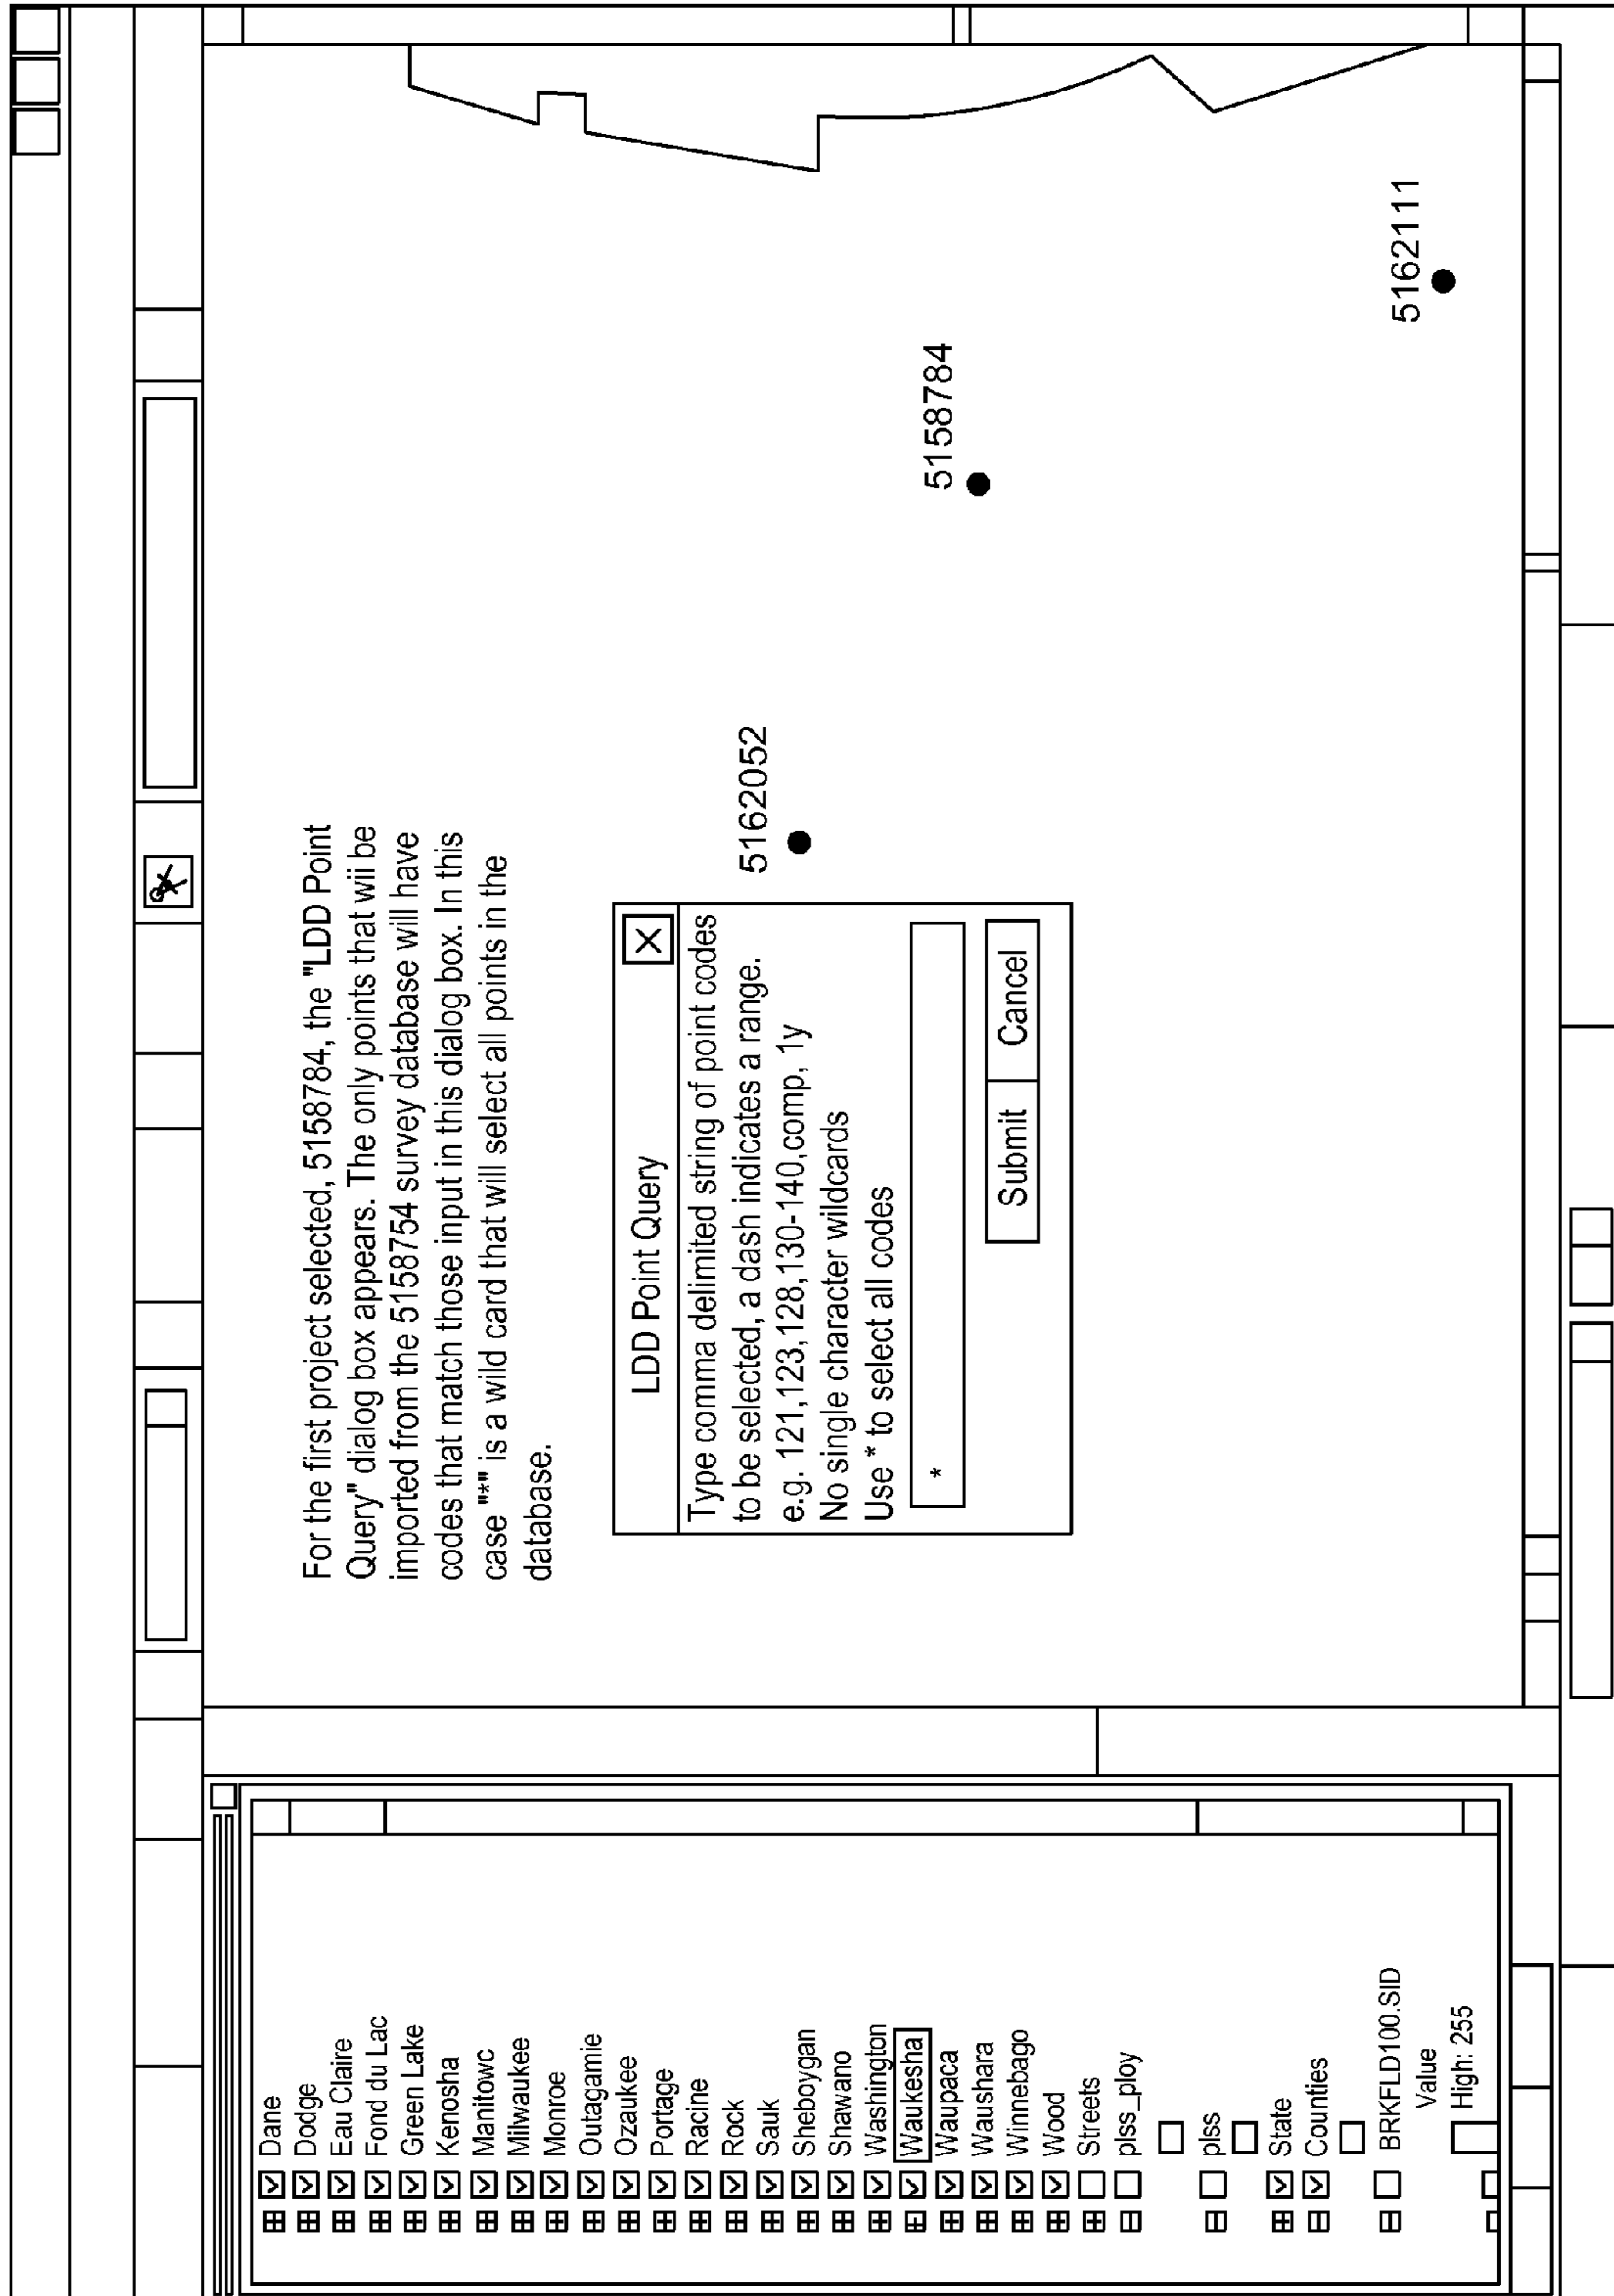 Dane
Dodge
Eau Claire
Fond du Lac
Green Lake
Kenosha
Manitowc
Milwaukee
Monroe
Outagamie
Ozaukee
Portage
Racine
Rock
Sauk
Sheboygan
Shawano
Washington
Waukesha
Waupaca
Waushara
Winnebago
Wood
Streets
plss_ploy
plss
State
Counties
BRKFLD100.SID
Value
High: 255
For the first project selected, 5158784, the "LDD Point
Query" dialog box appears. The only points that wii be
imported from the 5158754 survey database will have
codes that match those input in this dialog box. In this
case "*" is a wild card that will select all points in the
database.
LDD Point Query
Type comma delimited string of point codes
to be selected, a dash indicates a range.
e.g. 121,123,128,130-140,comp, 1y
No single character wildcards
Use * to select all codes
*
Submit Cancel
5162052
5158784
5162111